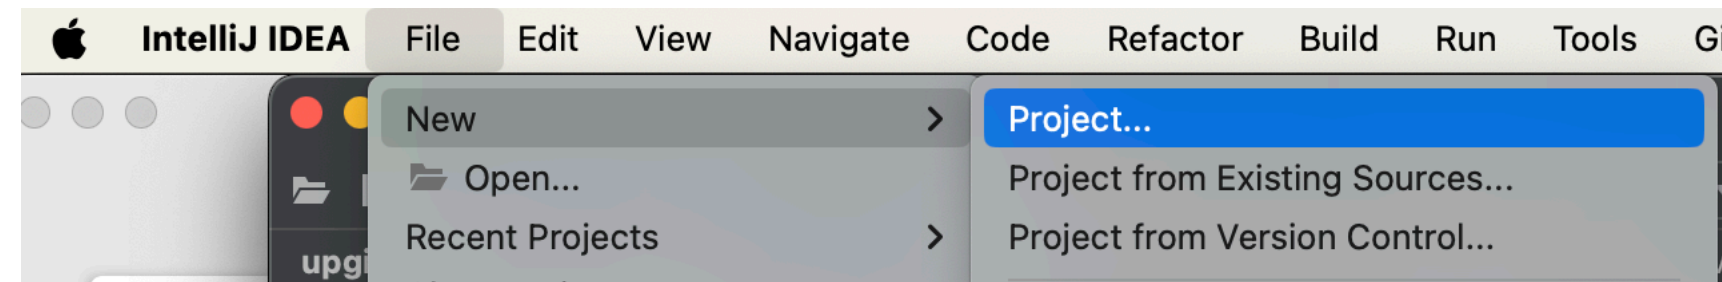 IntelliJ IDEA File Edit View Navigate Code Refactor Build Run Tools
New Project...
Open... Project from Existing Sources...
Recent Projects Project from Version Control...